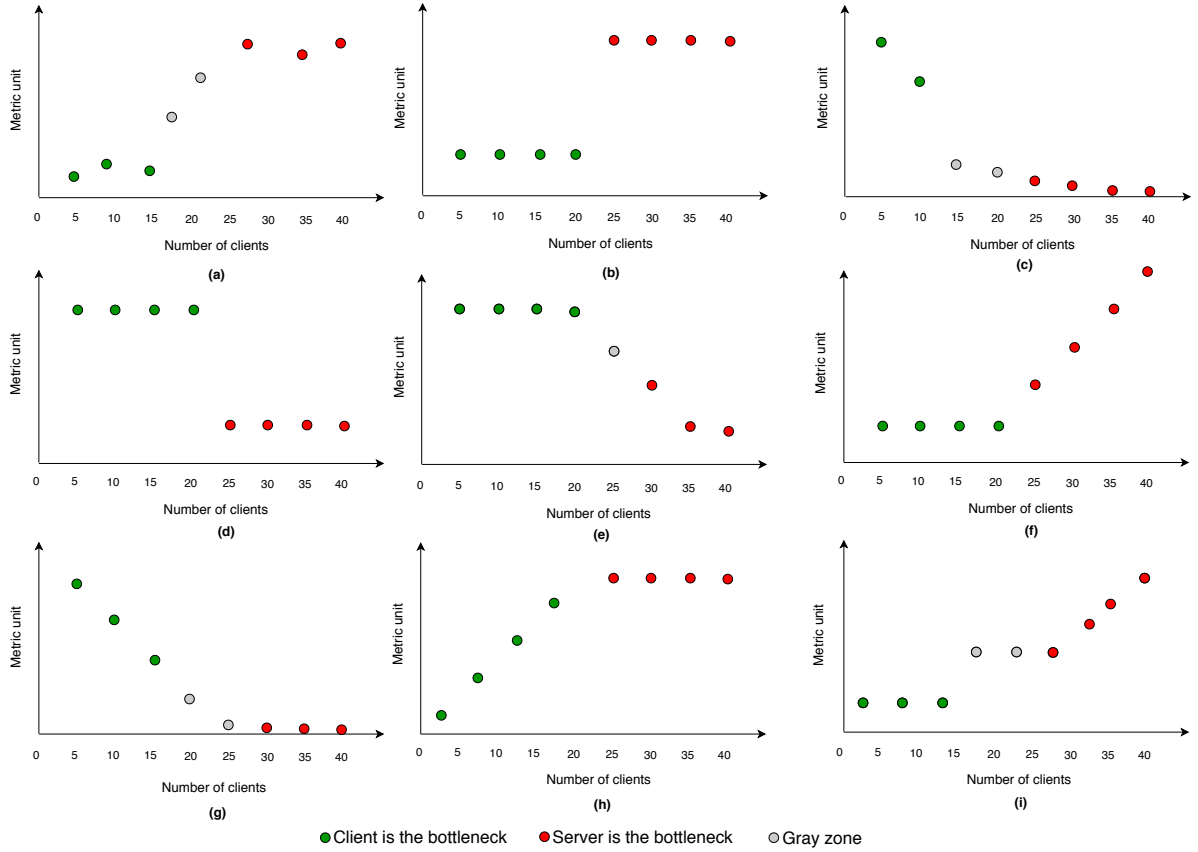 Metric unit
0 5 10 15 20 25 30 35 40
Number of clients
(a)
Metric unit
0 5 10 15 20 25 30 35 40
Number of clients
(b)
Metric unit
0 5 10 15 20 25 30 35 40
Number of clients
(c)
Metric unit
0 5 10 15 20 25 30 35 40
Number of clients
(d)
Metric unit
0 5 10 15 20 25 30 35 40
Number of clients
(e)
Metric unit
0 5 10 15 20 25 30 35 40
Number of clients
(f)
Metric unit
0 5 10 15 20 25 30 35 40
Number of clients
(g)
Metric unit
0 5 10 15 20 25 30 35 40
Number of clients
(h)
Metric unit
0 5 10 15 20 25 30 35 40
Number of clients
(i)
Client is the bottleneck Server is the bottleneck Gray zone